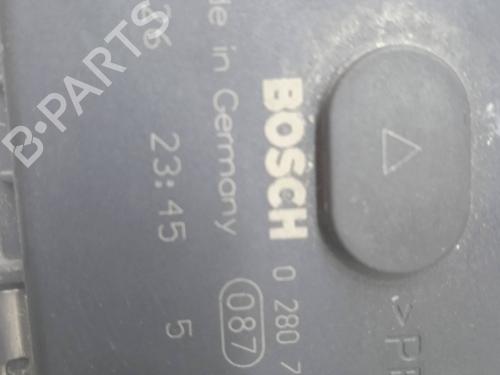 B-PARTS
BOSCH
0 280 7
in Germany
087
23:45
5